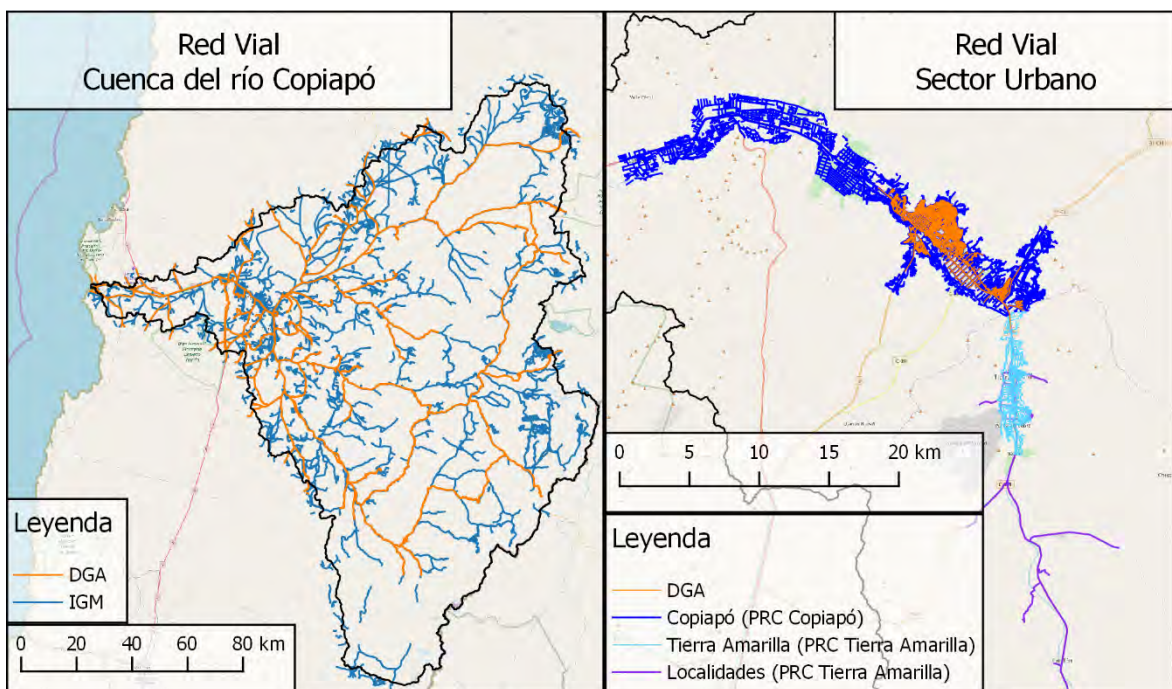 Red Vial
Cuenca del río Copiapó
Leyenda
DGA
IGM
0 20 40 60 80 km
Red Vial
Sector Urbano
0 5 10 15 20 km
Leyenda
DGA
Copiapó (PRC Copiapó)
Tierra Amarilla (PRC Tierra Amarilla)
Localidades (PRC Tierra Amarilla)